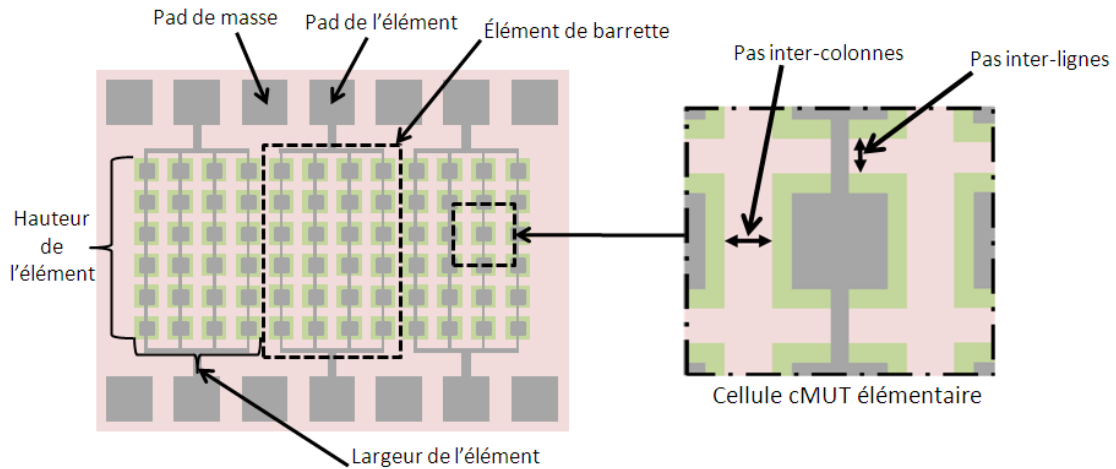 Pad de masse
Pad de l'élément
Élément de barrette
Pas inter-colonnes
Pas inter-lignes
Hauteur
de
l'élément
Cellule cMUT élémentaire
Largeur de l'élément